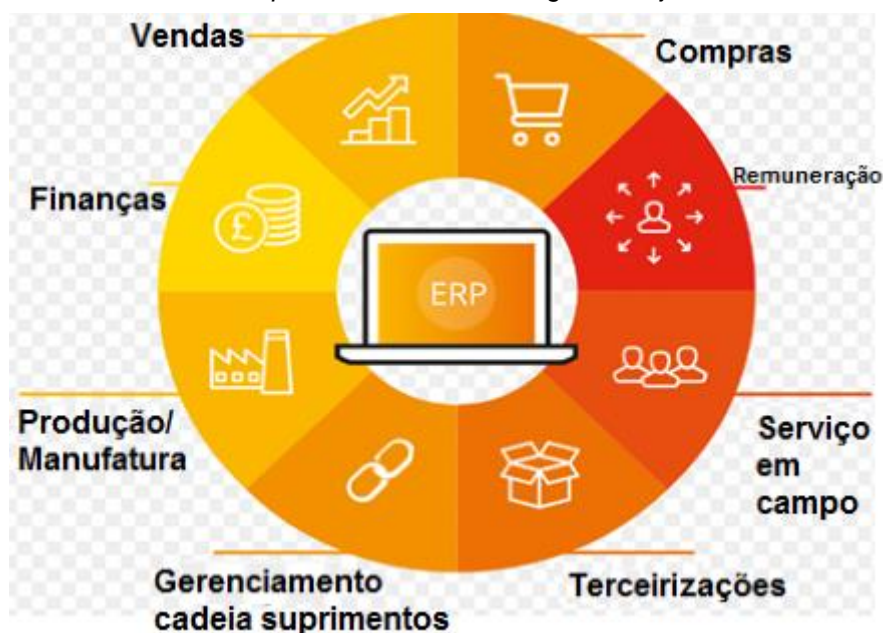 Vendas
Compras
Remuneração
Finanças
£
ERP
Produção/
Manufatura
Serviço
em
campo
Gerenciamento
cadeia suprimentos
Terceirizações